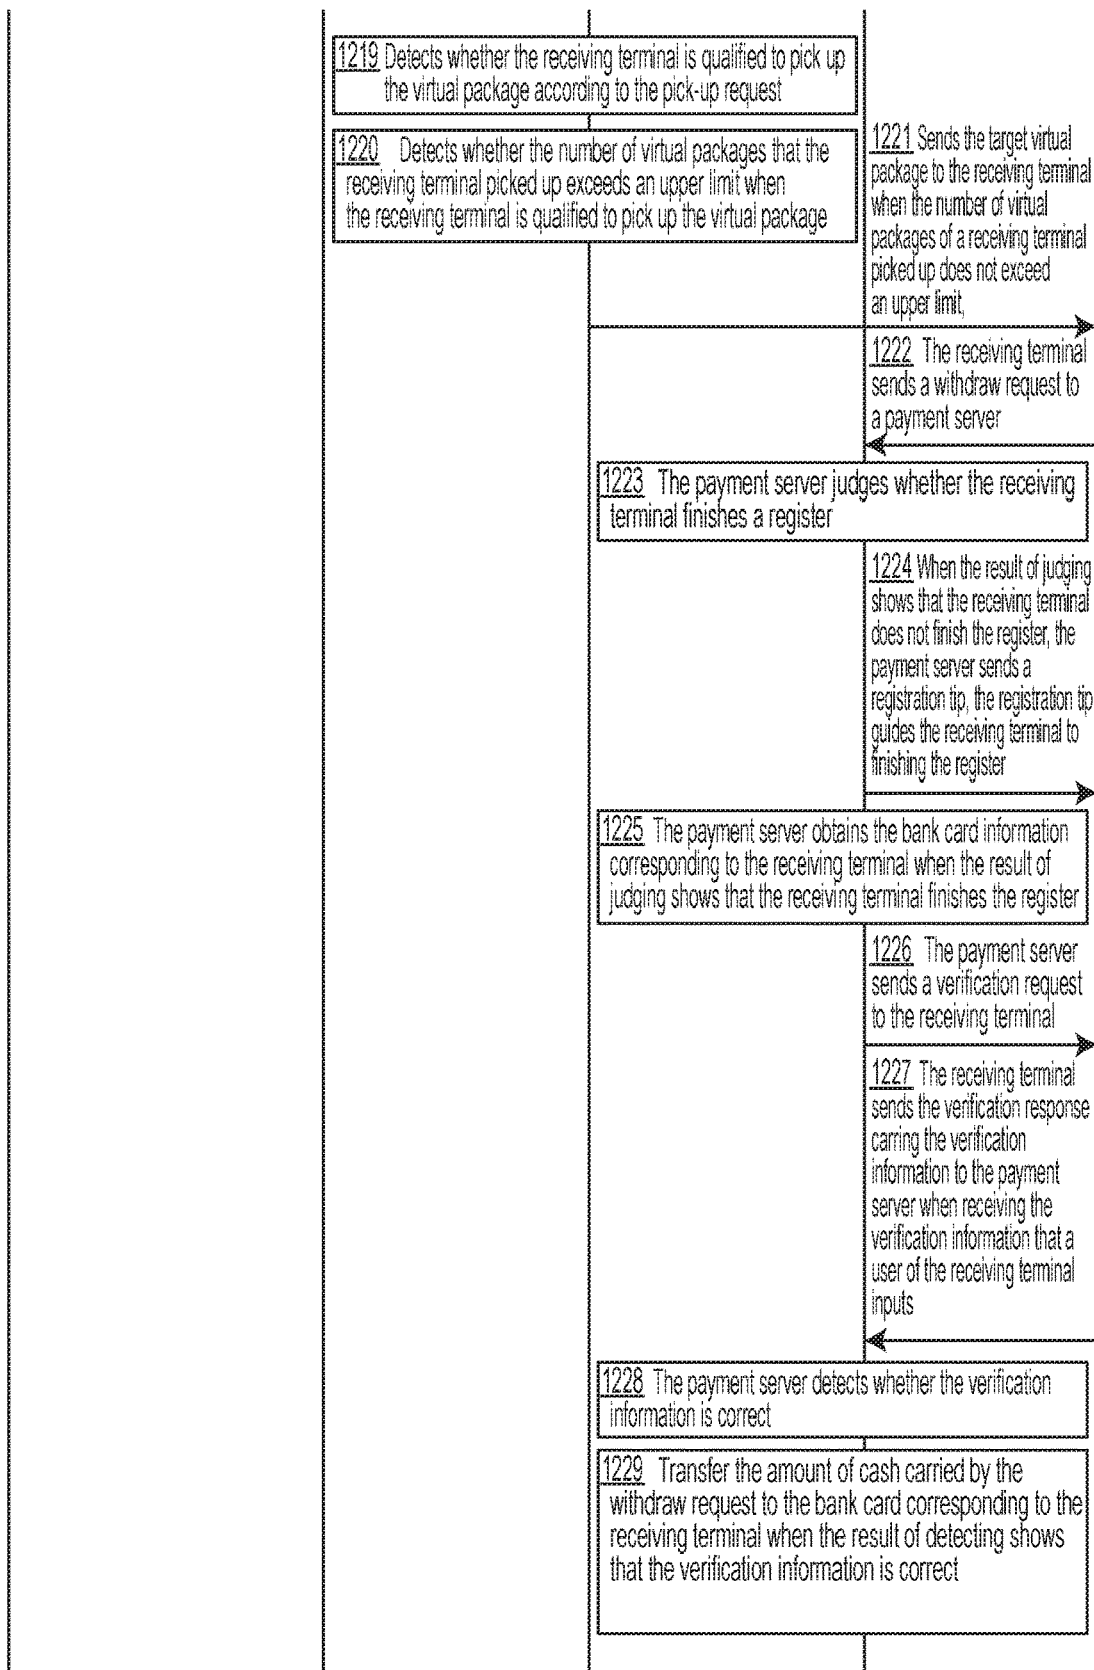 1219 Detects whether the receiving terminal is qualified to pick up
the virtual package according to the pick-up request
1220 Detects whether the number of virtual packages that the
receiving terminal picked up exceeds an upper limit when
the receiving terminal is qualified to pick up the virtual package
1221 Sends the target virtual
package to the receiving terminal
when the number of virtual
packages of a receiving terminal
picked up does not exceed
an upper limit,
1222 The receiving terminal
sends a withdraw request to
a payment server
1223 The payment server judges whether the receiving
terminal finishes a register
1224 When the result of judging
shows that the receiving terminal
does not finish the register, the
payment server sends a
registration tip, the registration tip
guides the receiving terminal to
finishing the register
1225 The payment server obtains the bank card information
corresponding to the receiving terminal when the result of
judging shows that the receiving terminal finishes the register
1226 The payment server
sends a verification request
to the receiving terminal
1227 The receiving terminal
sends the verification response
carring the verification
information to the payment
server when receiving the
verification information that a
user of the receiving terminal
inputs
1228 The payment server detects whether the verification
information is correct
1229 Transfer the amount of cash carried by the
withdraw request to the bank card corresponding to the
receiving terminal when the result of detecting shows
that the verification information is correct